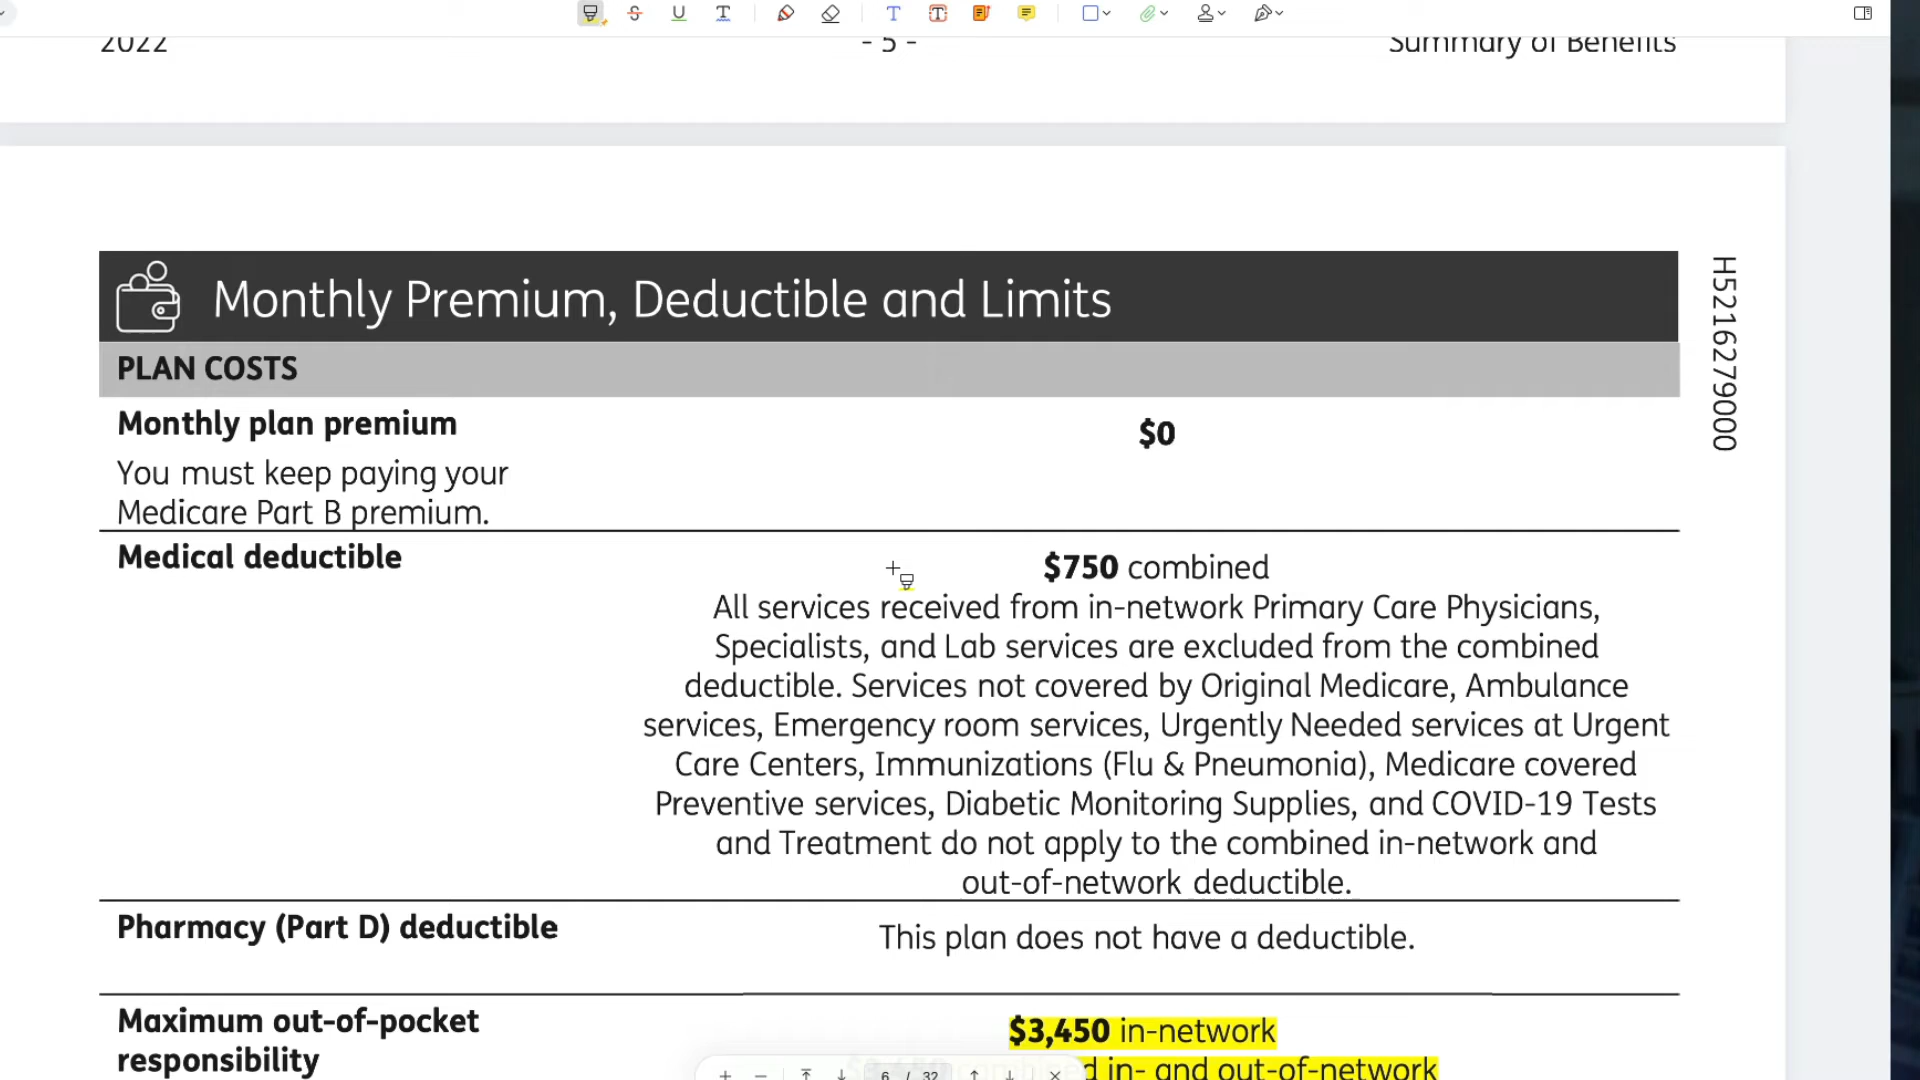 2022 - 5 - Summary of Benefits
Monthly Premium, Deductible and Limits
H5216279000
PLAN COSTS
Monthly plan premium
$0
You must keep paying your
Medicare Part B premium.
Medical deductible
$750 combined
All services received from in-network Primary Care Physicians,
Specialists, and Lab services are excluded from the combined
deductible. Services not covered by Original Medicare, Ambulance
services, Emergency room services, Urgently Needed services at Urgent
Care Centers, Immunizations (Flu & Pneumonia), Medicare covered
Preventive services, Diabetic Monitoring Supplies, and COVID-19 Tests
and Treatment do not apply to the combined in-network and
out-of-network deductible.
Pharmacy (Part D) deductible
This plan does not have a deductible.
Maximum out-of-pocket
responsibility
$3,450 in-network
in- and out-of-network
6 / 32